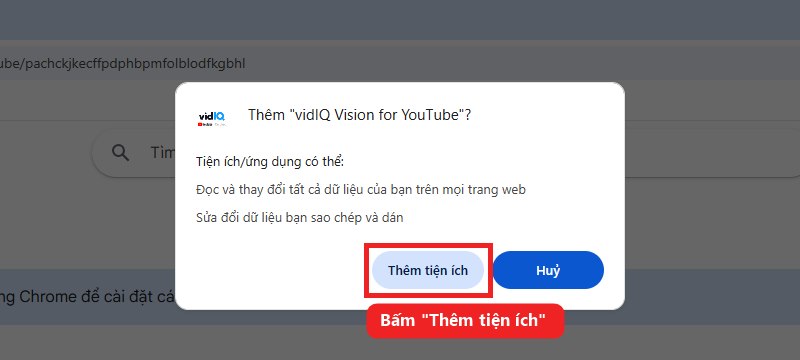 ube/pachckjkecffpdphbpmfolblodfkgbhl
vidIQ
Thêm "vidIQ Vision for YouTube"?
Tìm
Tiện ích/ứng dụng có thể:
Đọc và thay đổi tất cả dữ liệu của bạn trên mọi trang web
Sửa đổi dữ liệu bạn sao chép và dán
Thêm tiện ích
Huỷ
ng Chrome để cài đặt cá
Bấm "Thêm tiện ích"